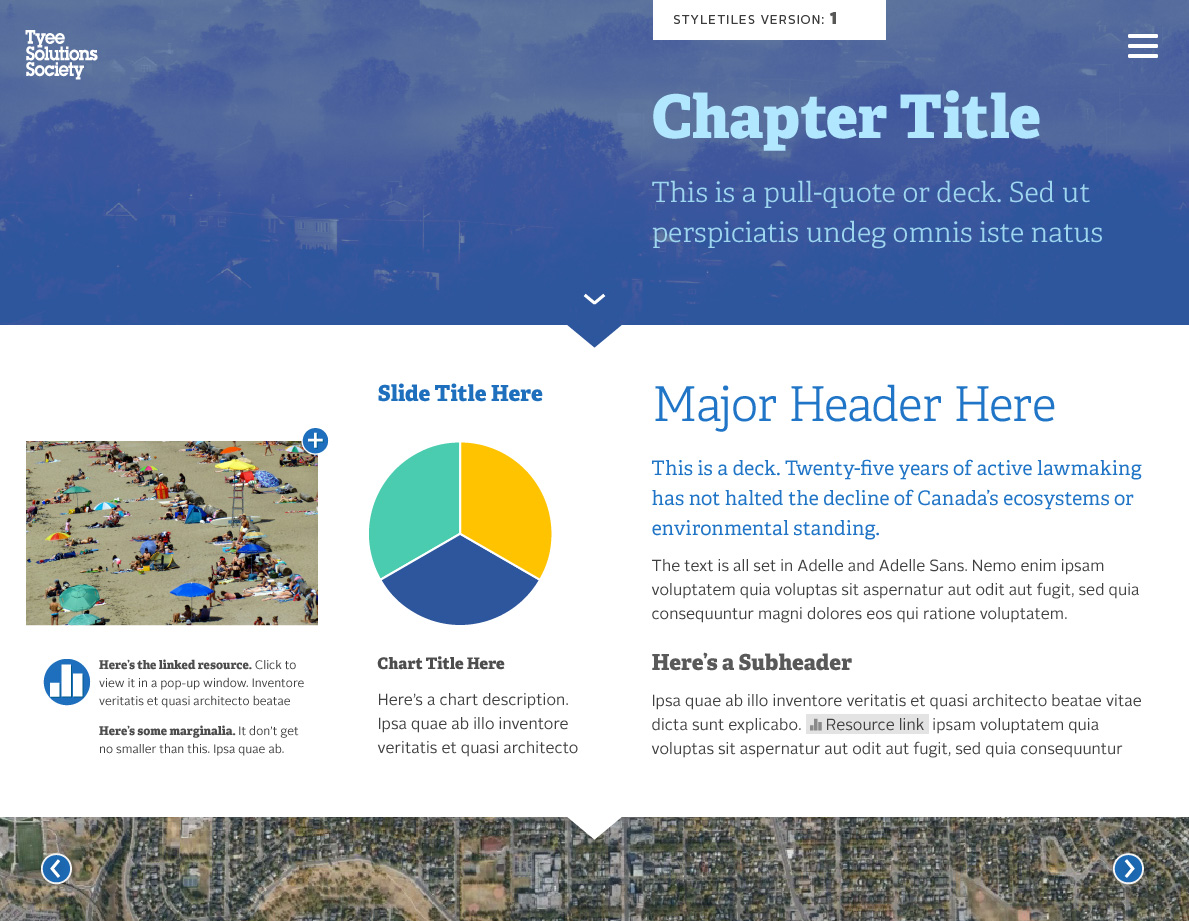 Tyee
Solutions
Society
STYLETILES VERSION: 1
Chapter Title
This is a pull-quote or deck. Sed ut
perspiciatis undeg omnis iste natus
Slide Title Here
Here's the linked resource. Click to
view it in a pop-up window. Inventore
veritatis et quasi architecto beatae
Here's some marginalia. It don't get
no smaller than this. Ipsa quae ab.
Chart Title Here
Here's a chart description.
Ipsa quae ab illo inventore
veritatis et quasi architecto
Major Header Here
This is a deck. Twenty-five years of active lawmaking
has not halted the decline of Canada's ecosystems or
environmental standing.
The text is all set in Adelle and Adelle Sans. Nemo enim ipsam
voluptatem quia voluptas sit aspernatur aut odit aut fugit, sed quia
consequuntur magni dolores eos qui ratione voluptatem.
Here's a Subheader
Ipsa quae ab illo inventore veritatis et quasi architecto beatae vitae
dicta sunt explicabo. Resource link ipsam voluptatem quia
voluptas sit aspernatur aut odit aut fugit, sed quia consequuntur